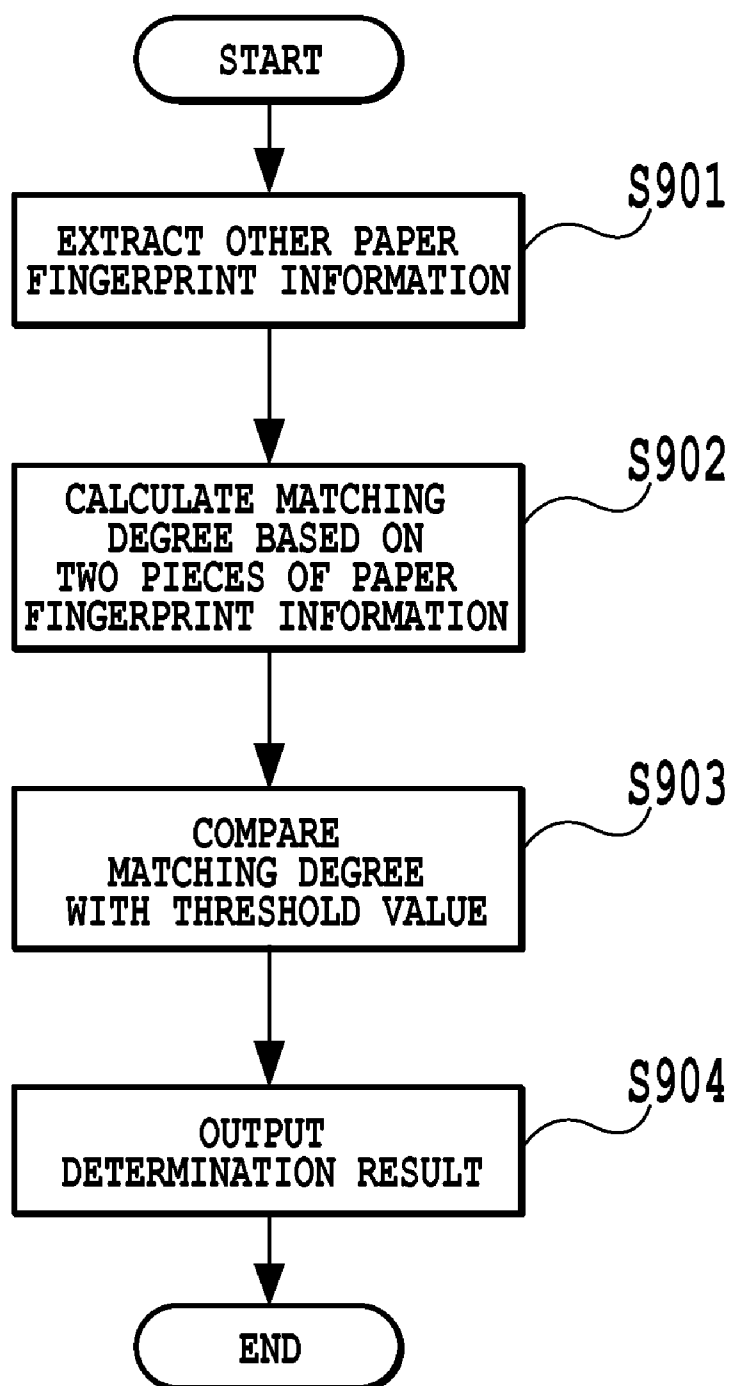 START
S901
EXTRACT OTHER PAPER
FINGERPRINT INFORMATION
S902
CALCULATE MATCHING
DEGREE BASED ON
TWO PIECES OF PAPER
FINGERPRINT INFORMATION
S903
COMPARE
MATCHING DEGREE
WITH THRESHOLD VALUE
S904
OUTPUT
DETERMINATION RESULT
END